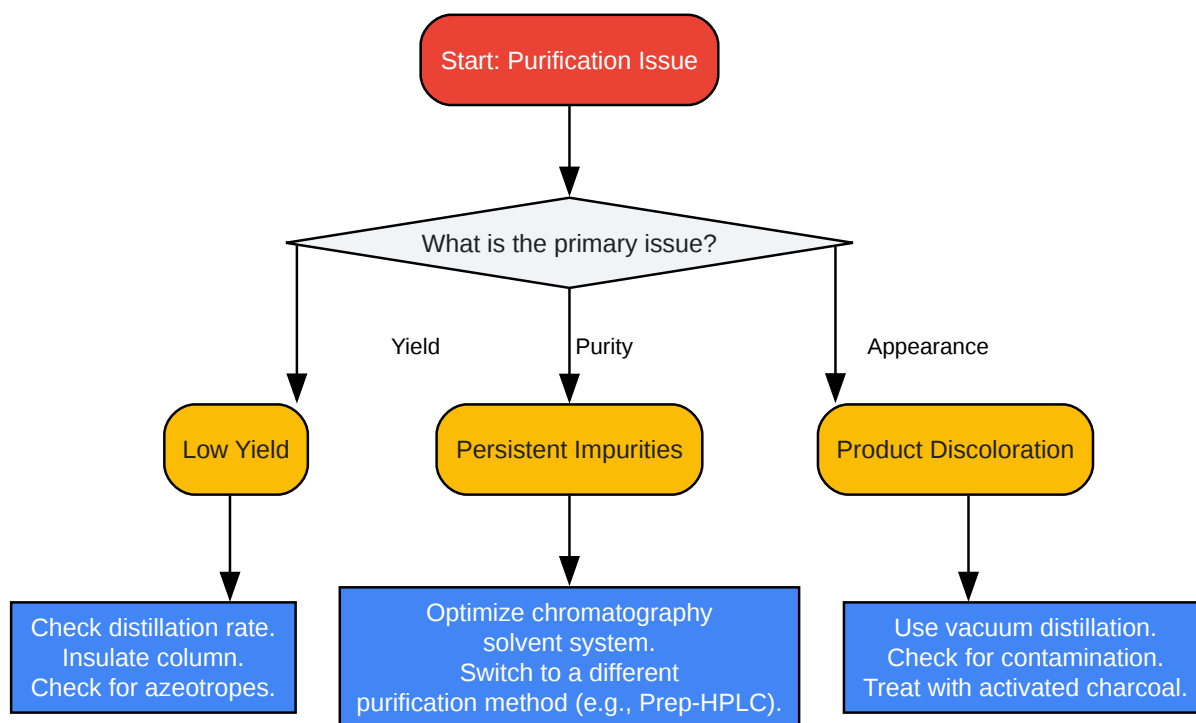 Start: Purification Issue
What is the primary issue?
Yield
Purity
Appearance
Low Yield
Persistent Impurities
Product Discoloration
Check distillation rate.
Insulate column.
Check for azeotropes.
Optimize chromatography
solvent system.
Switch to a different
purification method (e.g., Prep-HPLC).
Use vacuum distillation.
Check for contamination.
Treat with activated charcoal.